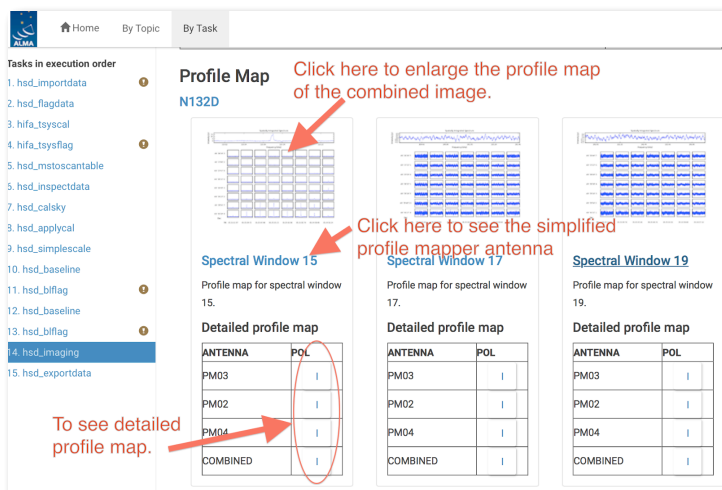 ALMA
Home
By Topic
By Task
Tasks in execution order
1. hsd_importdata
2. hsd_flagdata
3. hifa_tsyscal
4. hifa_tsysflag
5. hsd_mstoscantable
6. hsd_inspectdata
7. hsd_calsky
8. hsd_applycal
9. hsd_simplescale
10. hsd_baseline
11. hsd_blflag
12. hsd_baseline
13. hsd_blflag
14. hsd_imaging
15. hsd_exportdata
Profile Map
N132D
Click here to enlarge the profile map
of the combined image.
Click here to see the simplified
profile mapper antenna
To see detailed
profile map.
Spectral Window 15
Profile map for spectral window
15.
Detailed profile map
ANTENNA POL
PM03 I
PM02 I
PM04 I
COMBINED I
Spectral Window 17
Profile map for spectral window
17.
Detailed profile map
ANTENNA POL
PM03 I
PM02 I
PM04 I
COMBINED I
Spectral Window 19
Profile map for spectral window
19.
Detailed profile map
ANTENNA POL
PM03 I
PM02 I
PM04 I
COMBINED I